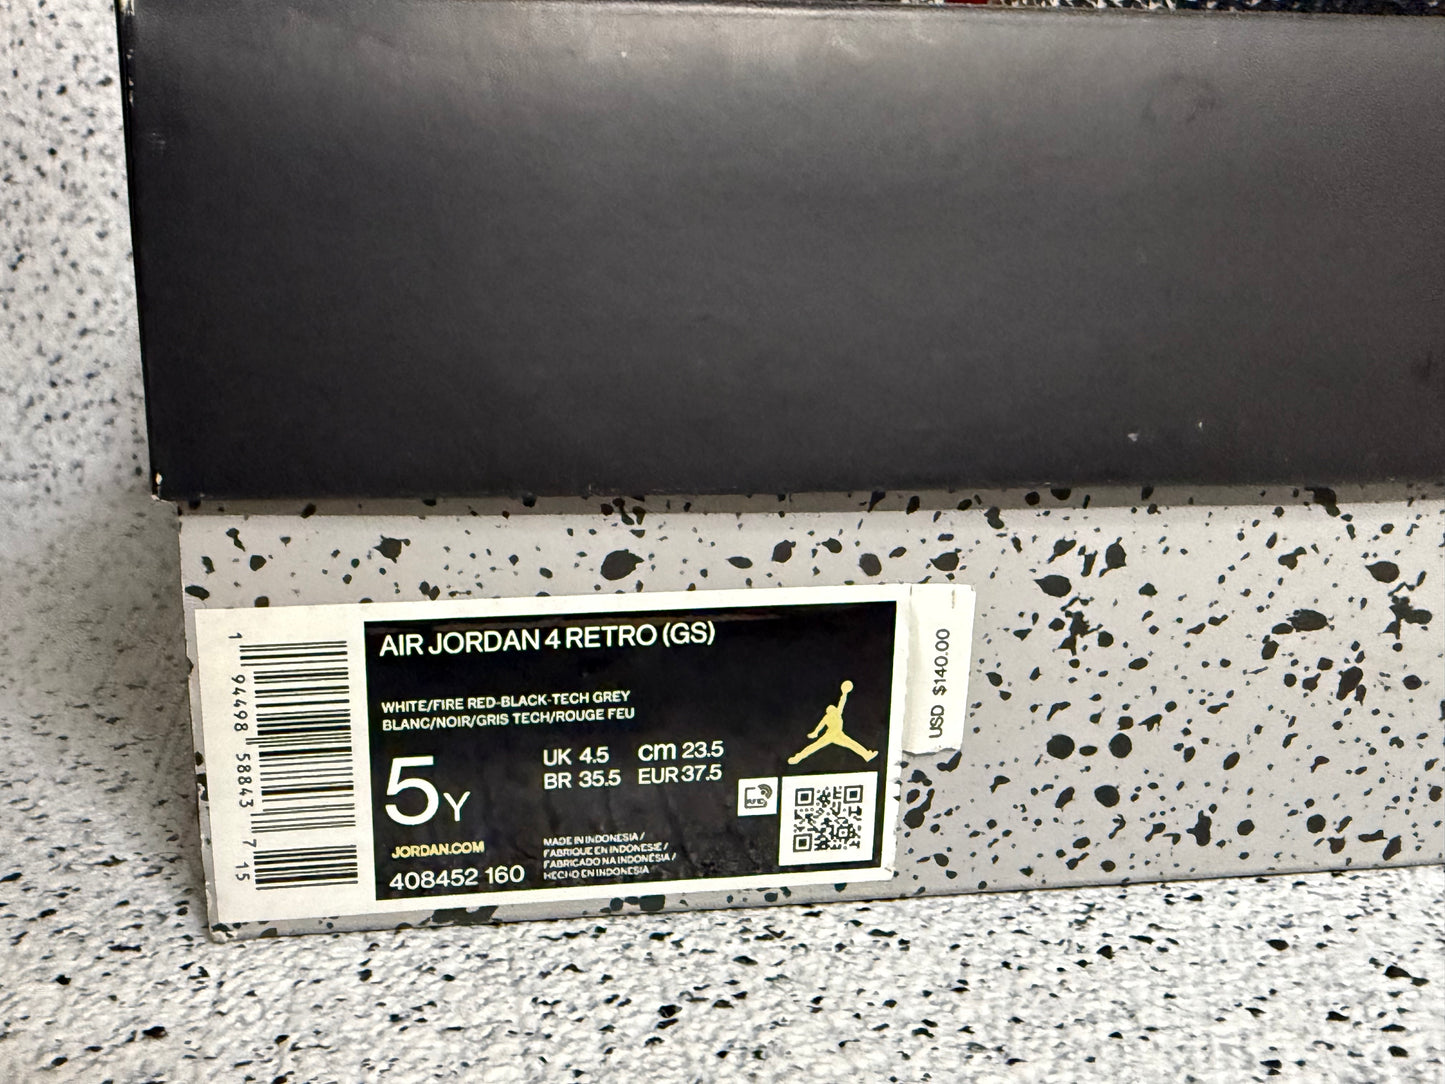 AIR JORDAN 4 RETRO (GS)
WHITE/FIRE RED-BLACK-TECH GREY
BLANC/NOIR/GRIS TECH/ROUGE FEU
5Y
UK 4.5 cm 23.5
BR 35.5 EUR 37.5
RFID
JORDAN.COM
408452 160
MADE IN INDONESIA /
FABRIQUE EN INDONESIE /
FABRICADO NA INDONÉSIA /
HECHO EN INDONESIA
1 94498 58843 7 15
USD $140.00